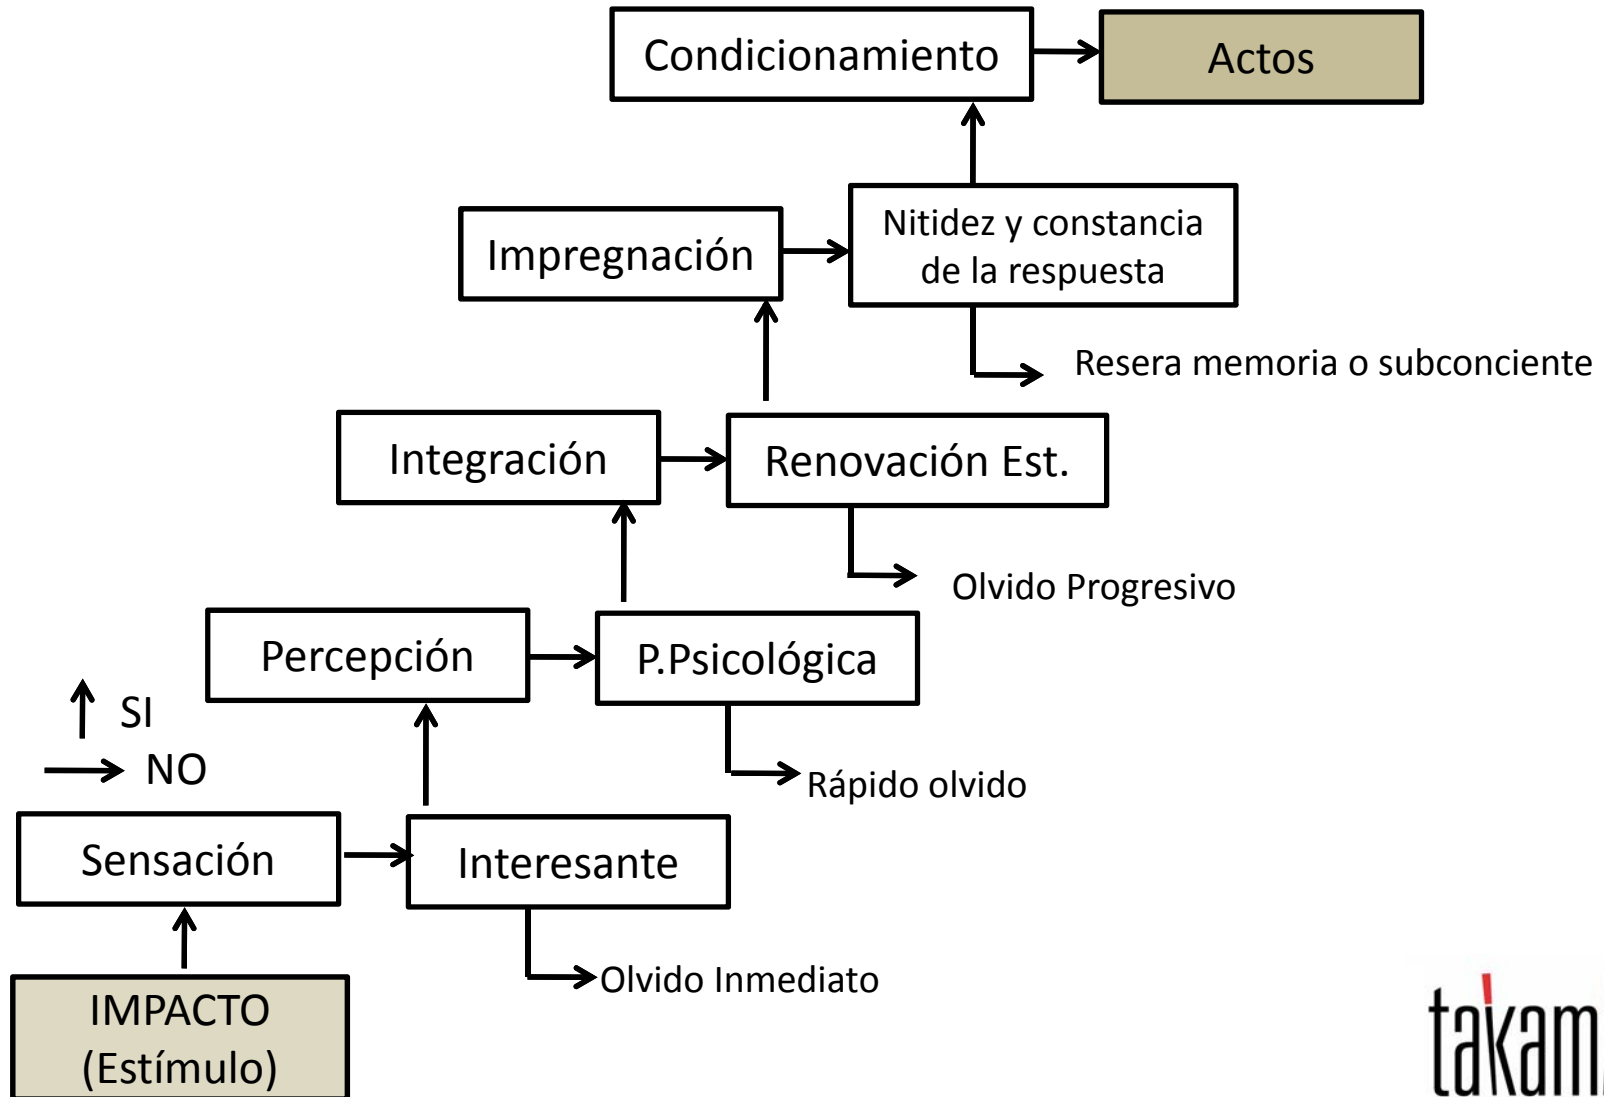 Condicionamiento
Actos
Impregnación
Nitidez y constancia
de la respuesta
Resera memoria o subconciente
Integración
Renovación Est.
Olvido Progresivo
Percepción
P.Psicológica
SI
NO
Rápido olvido
Sensación
Interesante
Olvido Inmediato
IMPACTO
(Estímulo)
takam